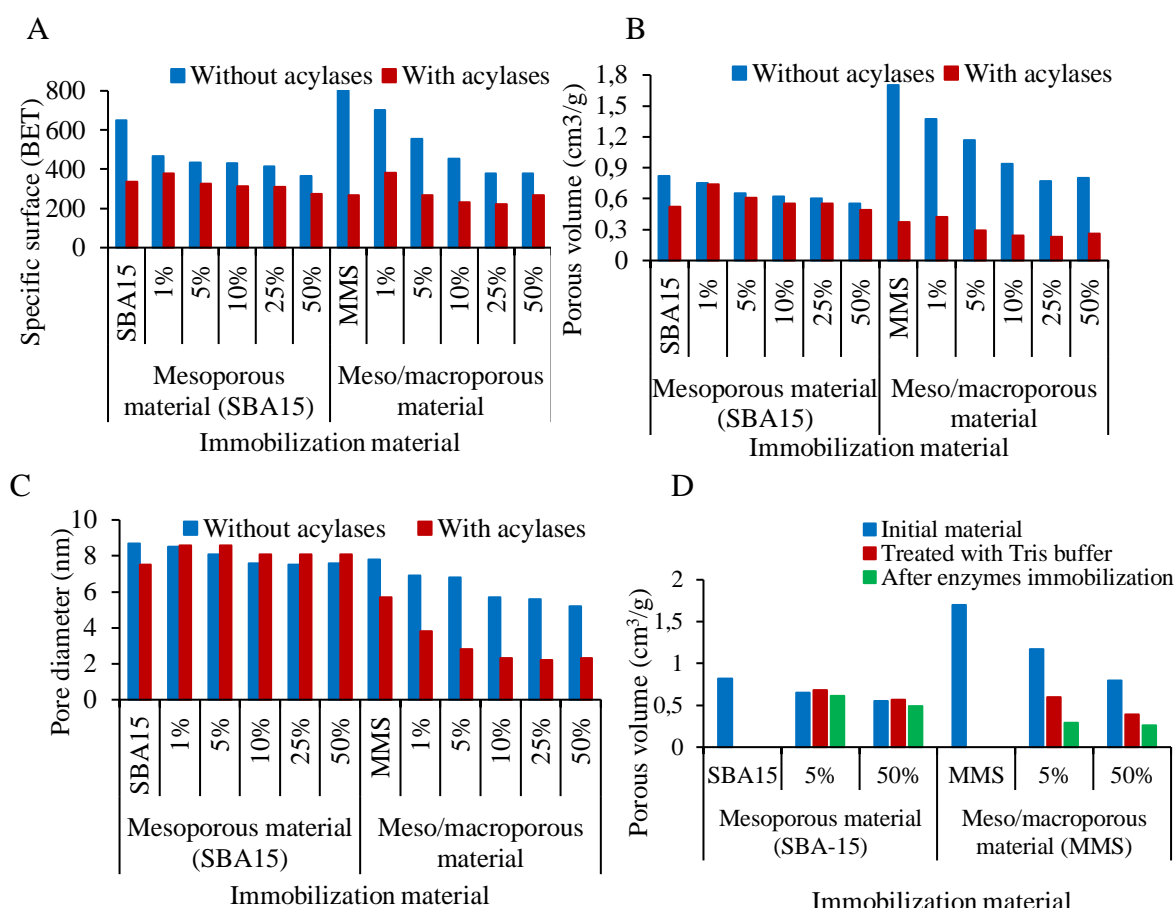 A
Without acylases
With acylases
Specific surface (BET)
800
600
400
200
0
SBA15
1%
5%
10%
25%
50%
MMS
1%
5%
10%
25%
50%
Mesoporous
material (SBA15)
Meso/macroporous
material
Immobilization material
B
Without acylases
With acylases
Porous volume (cm3/g)
1,8
1,5
1,2
0,9
0,6
0,3
0
SBA15
1%
5%
10%
25%
50%
MMS
1%
5%
10%
25%
50%
Mesoporous material
(SBA15)
Meso/macroporous
material
Immobilization material
C
Without acylases
With acylases
Pore diameter (nm)
10
8
6
4
2
0
SBA15
1%
5%
10%
25%
50%
MMS
1%
5%
10%
25%
50%
Mesoporous material
(SBA15)
Meso/macroporous
material
Immobilization material
D
Initial material
Treated with Tris buffer
After enzymes immobilization
Porous volume (cm³/g)
2
1,5
1
0,5
0
SBA15
5%
50%
MMS
5%
50%
Mesoporous material
(SBA-15)
Meso/macroporous
material (MMS)
Immobilization material